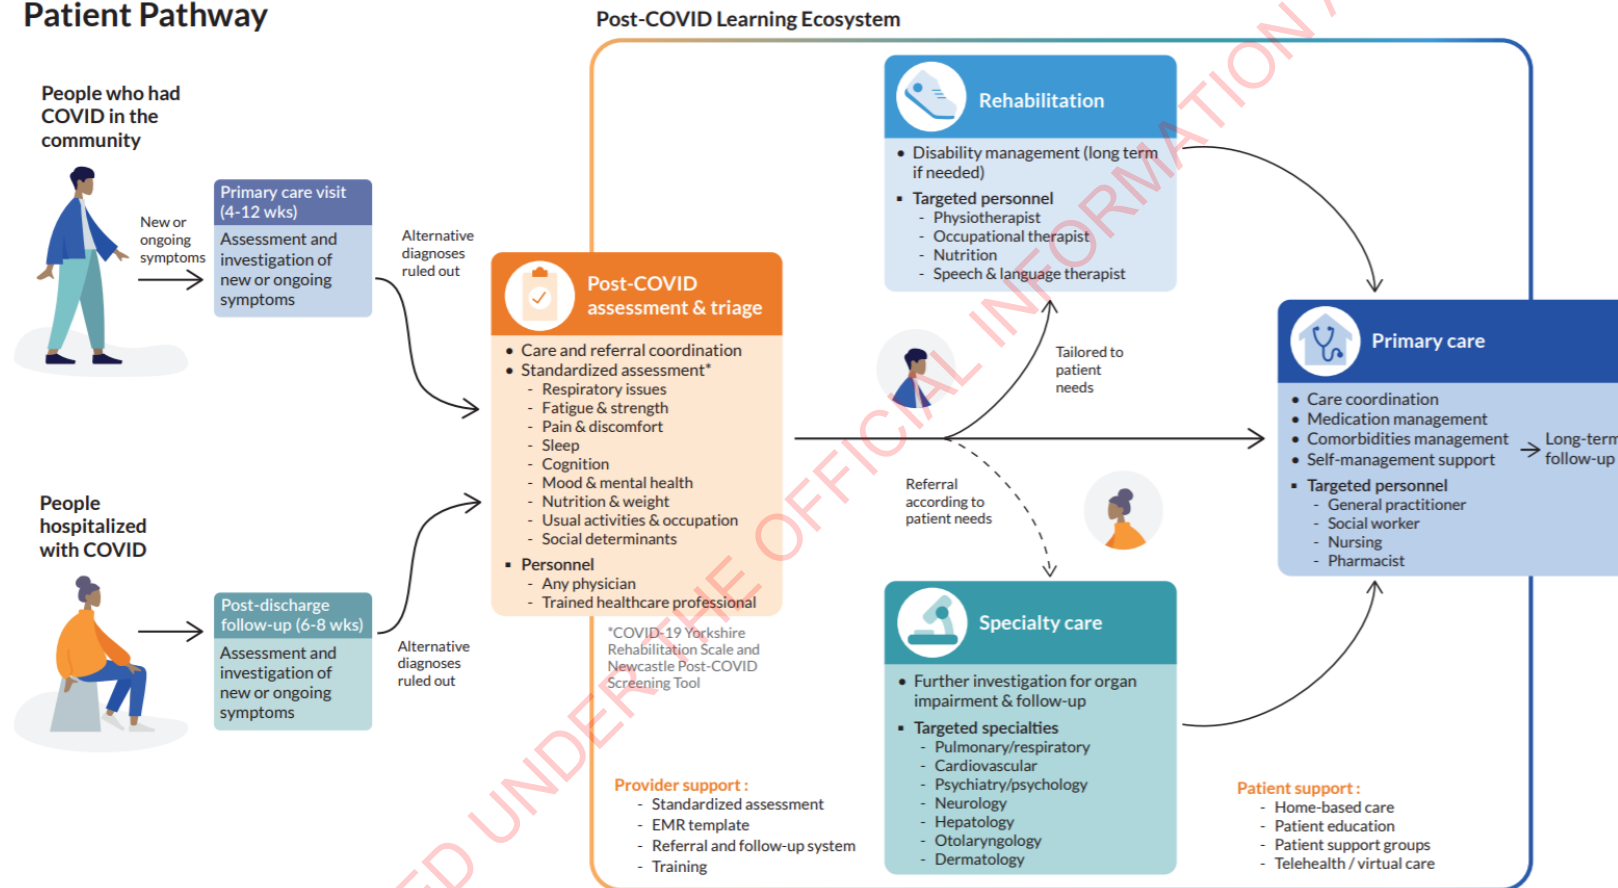 Patient Pathway
Post-COVID Learning Ecosystem
People who had
COVID in the
community
New or
ongoing
symptoms
Primary care visit
(4-12 wks)
Assessment and
investigation of
new or ongoing
symptoms
Alternative
diagnoses
ruled out
People
hospitalized
with COVID
Post-discharge
follow-up (6-8 wks)
Assessment and
investigation of
new or ongoing
symptoms
Alternative
diagnoses
ruled out
Post-COVID
assessment & triage
• Care and referral coordination
• Standardized assessment*
- Respiratory issues
- Fatigue & strength
- Pain & discomfort
- Sleep
- Cognition
- Mood & mental health
- Nutrition & weight
- Usual activities & occupation
- Social determinants
▪ Personnel
- Any physician
- Trained healthcare professional
*COVID-19 Yorkshire
Rehabilitation Scale and
Newcastle Post-COVID
Screening Tool
Provider support :
- Standardized assessment
- EMR template
- Referral and follow-up system
- Training
Rehabilitation
• Disability management (long term
if needed)
▪ Targeted personnel
- Physiotherapist
- Occupational therapist
- Nutrition
- Speech & language therapist
Tailored to
patient
needs
Referral
according to
patient needs
Specialty care
• Further investigation for organ
impairment & follow-up
▪ Targeted specialties
- Pulmonary/respiratory
- Cardiovascular
- Psychiatry/psychology
- Neurology
- Hepatology
- Otolaryngology
- Dermatology
Primary care
• Care coordination
• Medication management
• Comorbidities management
• Self-management support
▪ Targeted personnel
- General practitioner
- Social worker
- Nursing
- Pharmacist
Long-term
follow-up
Patient support :
- Home-based care
- Patient education
- Patient support groups
- Telehealth / virtual care
UNDER THE OFFICIAL INFORMATION